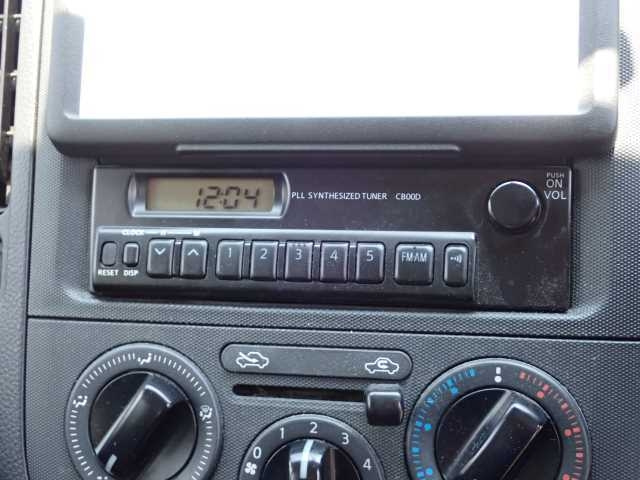 12:04
PLL SYNTHESIZED TUNER CB00D
PUSH
ON
VOL
CLOCK H M
RESET DISP 1 2 3 4 5 FM·AM
0 1 2 3 4